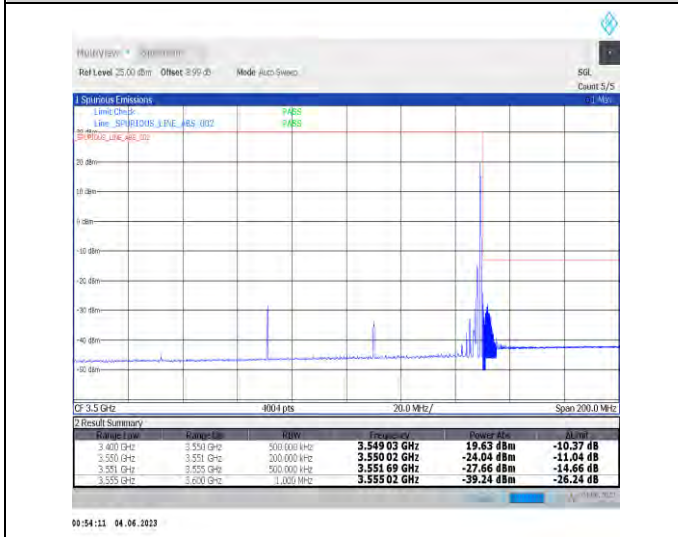 MultiView Spectrum
Ref Level 25.00 dBm Offset 8.99 dB Mode Auto Sweep SGL
Count 5/5
1 Spurious Emissions
Limit Check PASS
Line _SPURIOUS_LINE_ABS_002 PASS
_SPURIOUS_LINE_ABS_002
20 dBm
10 dBm
0 dBm
-10 dBm
-20 dBm
-30 dBm
-40 dBm
-50 dBm
CF 3.5 GHz 4004 pts 20.0 MHz/ Span 200.0 MHz
2 Result Summary
Range Low Range Up RBW Frequency Power Abs ΔLimit
3.400 GHz 3.550 GHz 500.000 kHz 3.549 03 GHz 19.63 dBm -10.37 dB
3.550 GHz 3.551 GHz 200.000 kHz 3.550 02 GHz -24.04 dBm -11.04 dB
3.551 GHz 3.555 GHz 500.000 kHz 3.551 69 GHz -27.66 dBm -14.66 dB
3.555 GHz 3.600 GHz 1.000 MHz 3.555 02 GHz -39.24 dBm -26.24 dB
00:54:11 04.06.2023